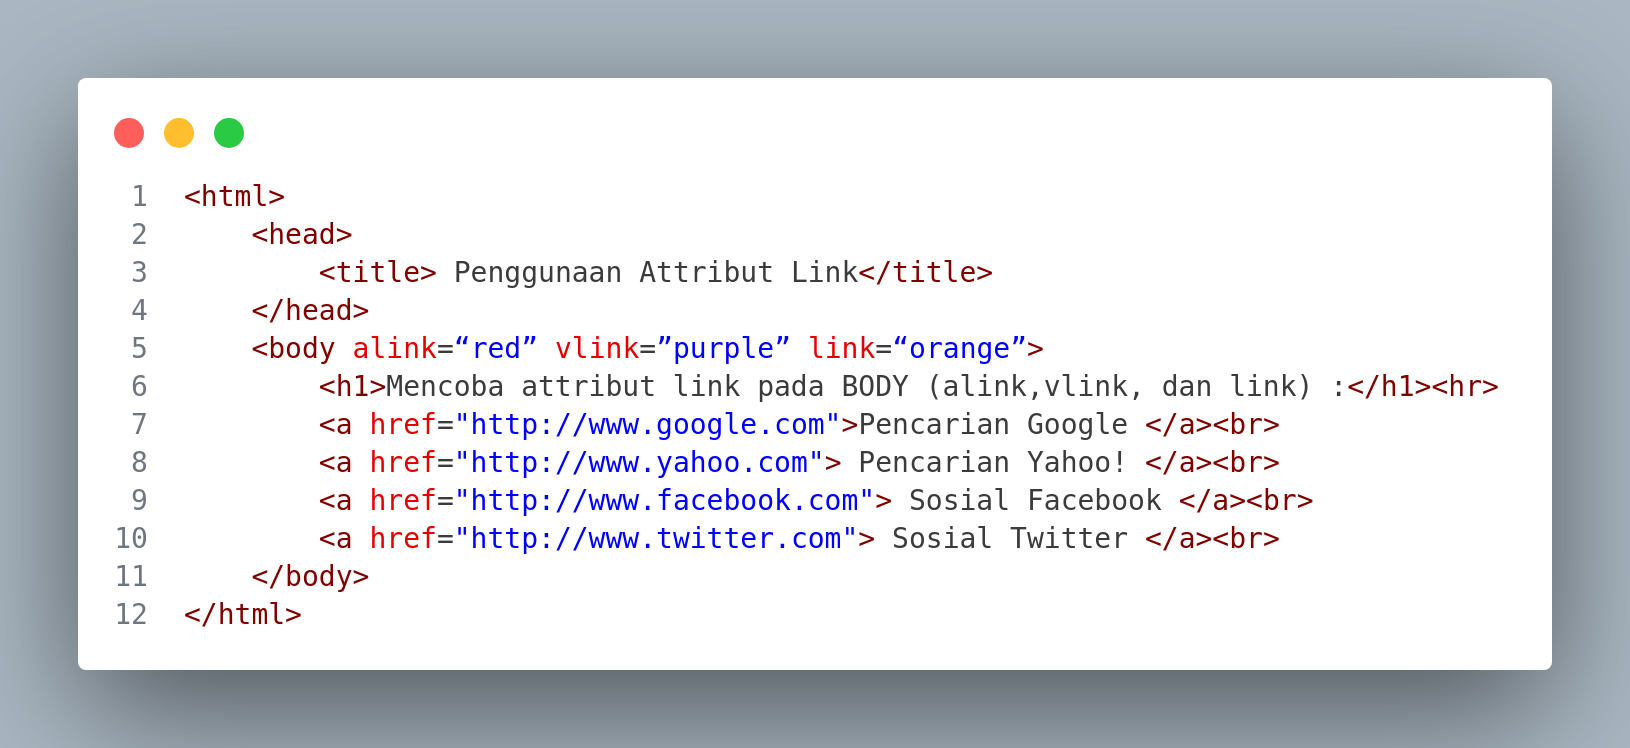 1 <html>
2     <head>
3         <title> Penggunaan Attribut Link</title>
4     </head>
5     <body alink=“red” vlink=”purple” link=“orange”>
6         <h1>Mencoba attribut link pada BODY (alink,vlink, dan link) :</h1><hr>
7         <a href="http://www.google.com">Pencarian Google </a><br>
8         <a href="http://www.yahoo.com"> Pencarian Yahoo! </a><br>
9         <a href="http://www.facebook.com"> Sosial Facebook </a><br>
10         <a href="http://www.twitter.com"> Sosial Twitter </a><br>
11     </body>
12 </html>